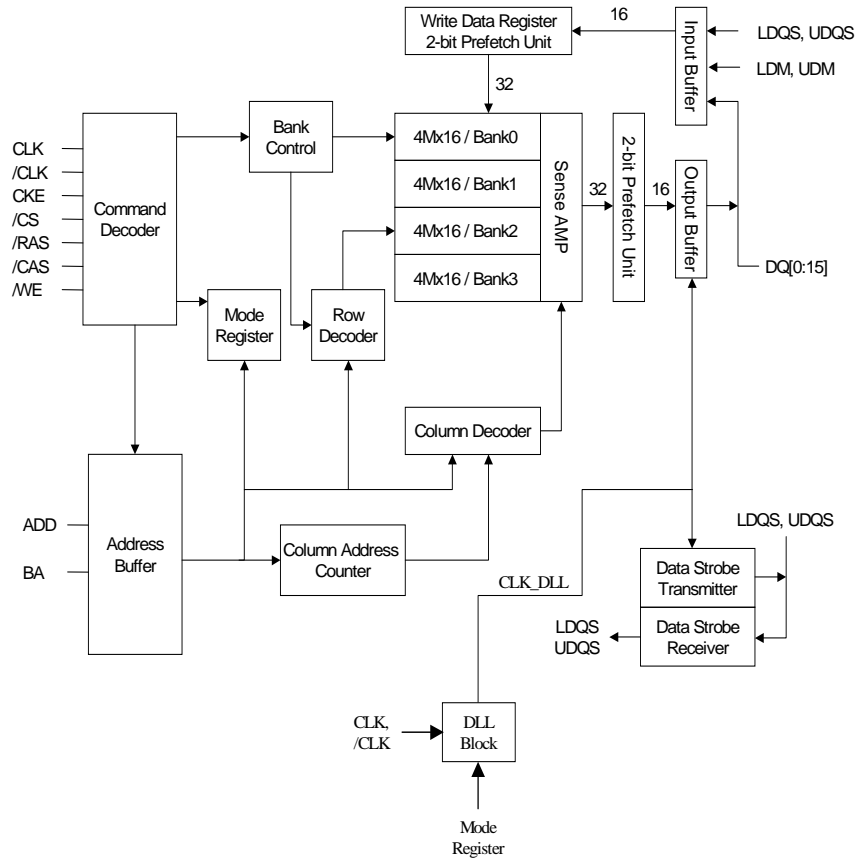 Write Data Register
2-bit Prefetch Unit
16
Input Buffer
LDQS, UDQS
LDM, UDM
32
Bank
Control
4Mx16 / Bank0
4Mx16 / Bank1
4Mx16 / Bank2
4Mx16 / Bank3
Sense AMP
32
2-bit Prefetch Unit
16
Output Buffer
DQ[0:15]
CLK
/CLK
CKE
/CS
/RAS
/CAS
/WE
Command
Decoder
Mode
Register
Row
Decoder
Column Decoder
ADD
BA
Address
Buffer
Column Address
Counter
CLK_DLL
LDQS, UDQS
Data Strobe
Transmitter
Data Strobe
Receiver
LDQS
UDQS
CLK,
/CLK
DLL
Block
Mode
Register